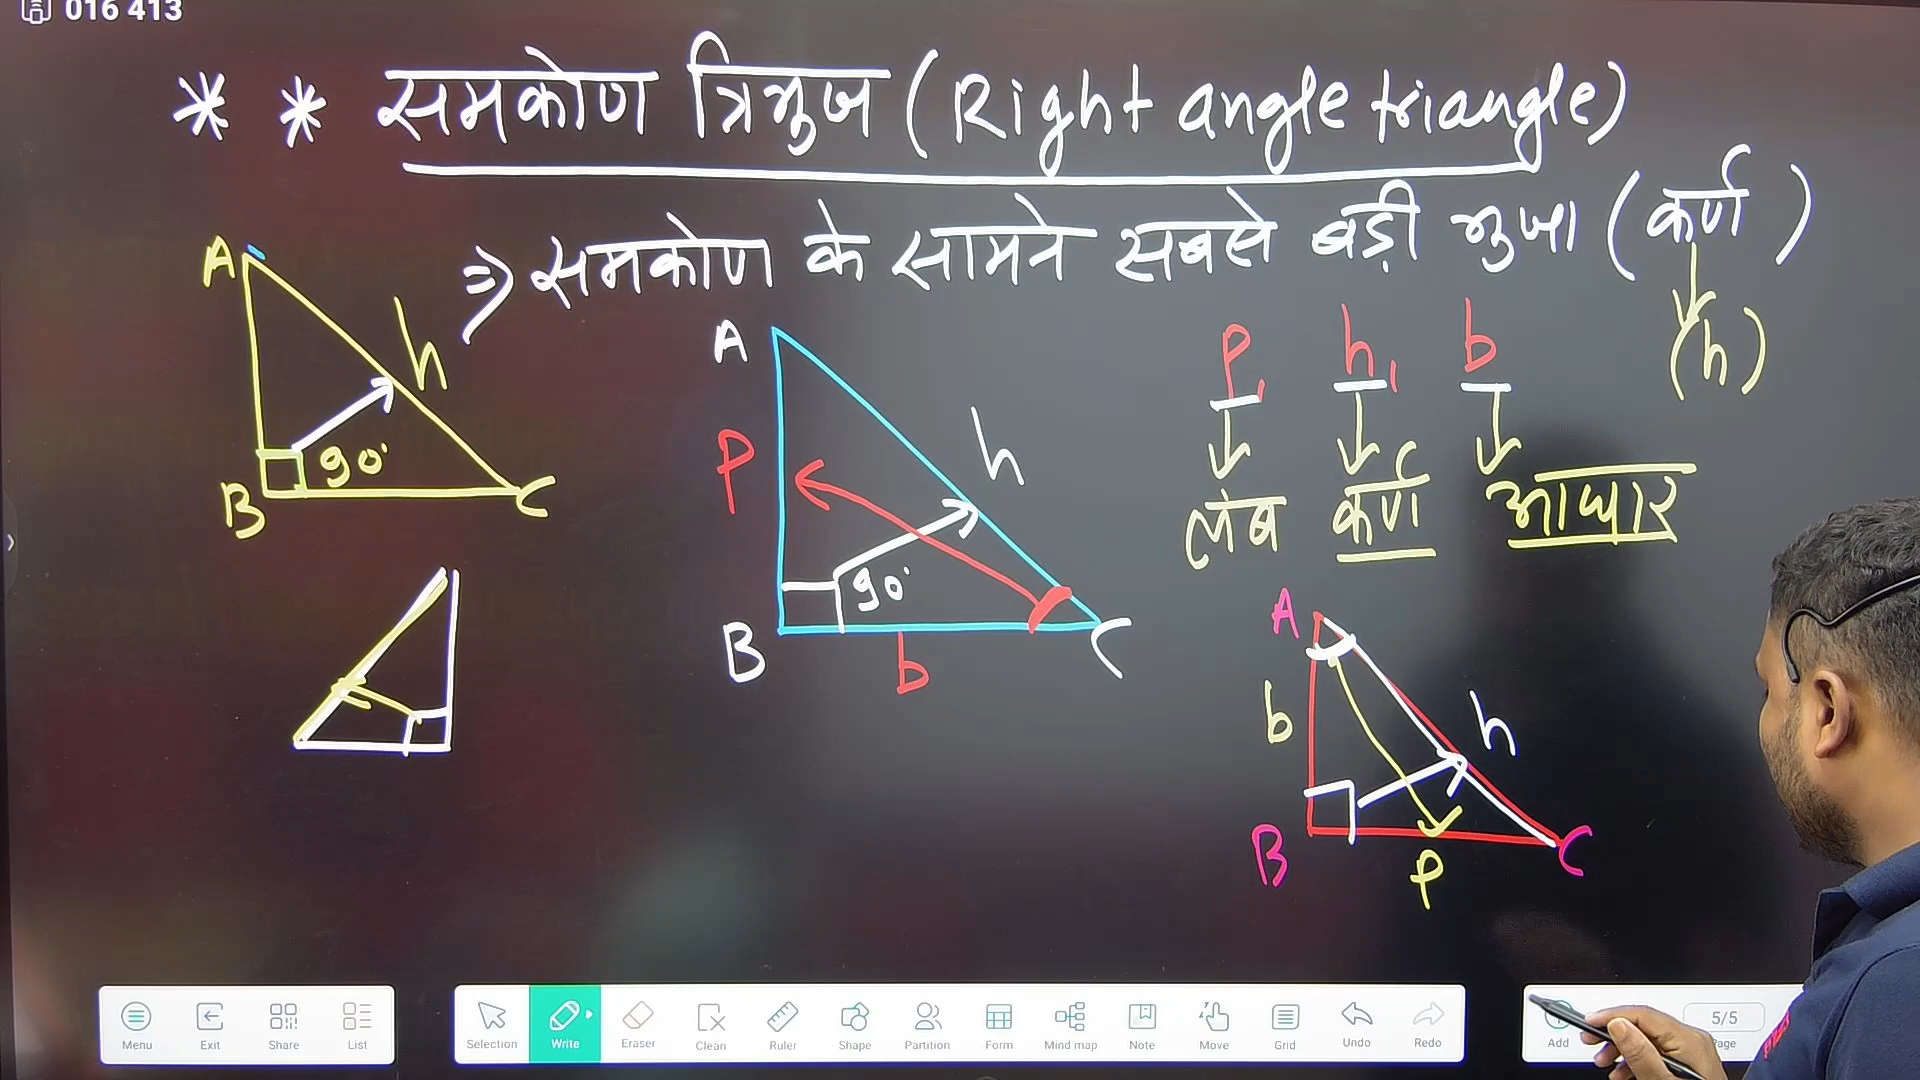 016 413
* * समकोण त्रिभुज (Right angle triangle)
⇒ समकोण के सामने सबसे बड़ी भुजा (कर्ण)
(h)
A
h
90°
B
C
A
P
h
90°
B
b
C
P, h, b
लंब कर्ण आधार
A
b
h
B
P
C
Menu Exit Share List Selection Write Eraser Clean Ruler Shape Partition Form Mind map Note Move Grid Undo Redo Add 5/5